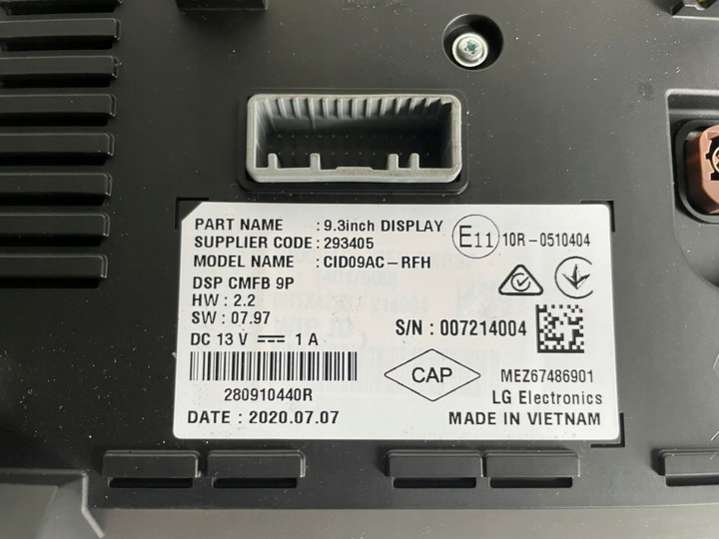 PART NAME : 9.3inch DISPLAY
SUPPLIER CODE : 293405
MODEL NAME : CID09AC-RFH
DSP CMFB 9P
HW : 2.2
SW : 07.97
DC 13 V ⎓ 1 A
E11 10R-0510404
S/N : 007214004
280910440R
DATE : 2020.07.07
CAP
MEZ67486901
LG Electronics
MADE IN VIETNAM